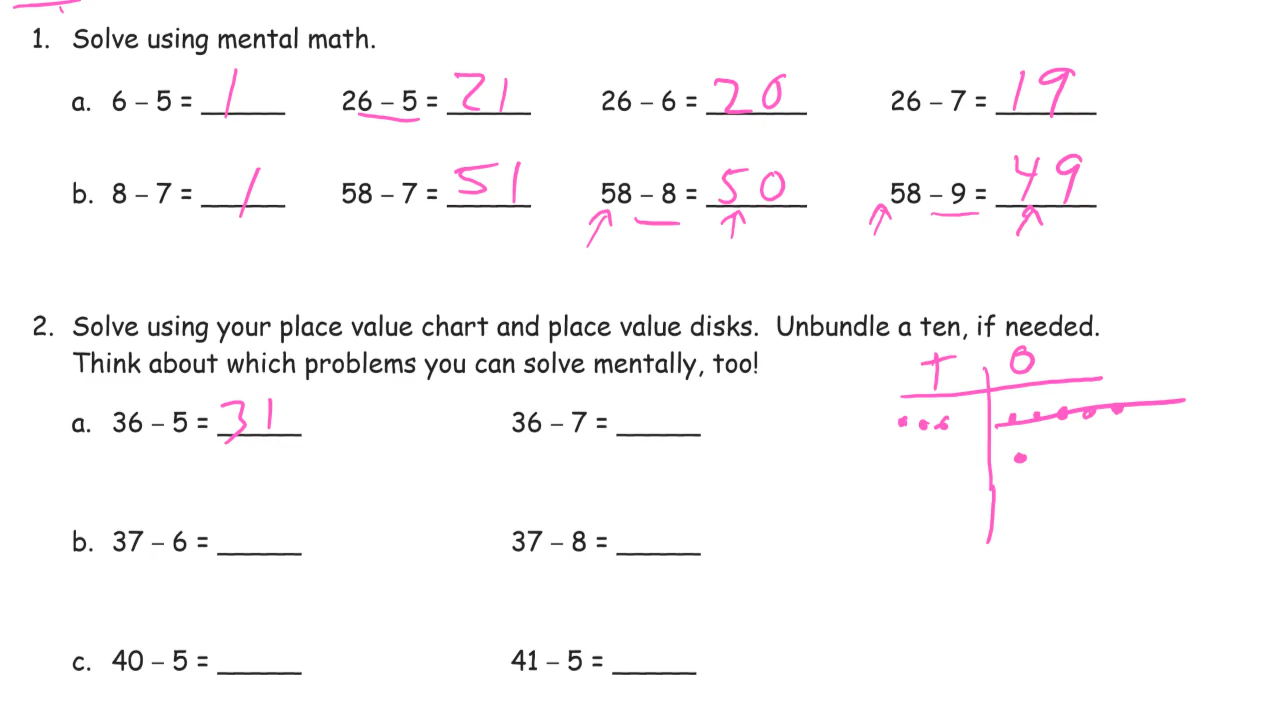 1. Solve using mental math.
a. 6 – 5 = 1 26 – 5 = 21 26 – 6 = 20 26 – 7 = 19
b. 8 – 7 = 1 58 – 7 = 51 58 – 8 = 50 58 – 9 = 49
2. Solve using your place value chart and place value disks. Unbundle a ten, if needed.
Think about which problems you can solve mentally, too!
T O
a. 36 – 5 = 31 36 – 7 = ______
b. 37 – 6 = ______ 37 – 8 = ______
c. 40 – 5 = ______ 41 – 5 = ______